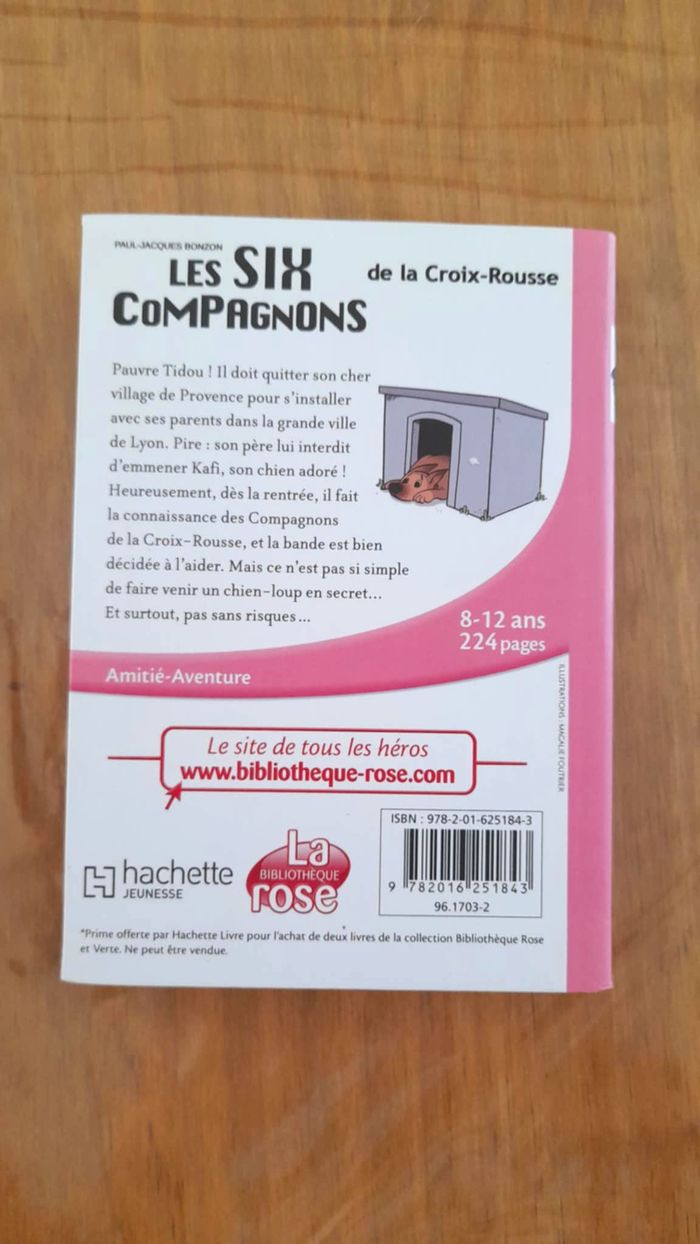 PAUL-JACQUES BONZON
LES SIX
COMPAGNONS
de la Croix-Rousse
Pauvre Tidou ! Il doit quitter son cher
village de Provence pour s'installer
avec ses parents dans la grande ville
de Lyon. Pire : son père lui interdit
d'emmener Kafi, son chien adoré !
Heureusement, dès la rentrée, il fait
la connaissance des Compagnons
de la Croix-Rousse, et la bande est bien
décidée à l'aider. Mais ce n'est pas si simple
de faire venir un chien-loup en secret...
Et surtout, pas sans risques...
8-12 ans
224 pages
Amitié-Aventure
ILLUSTRATIONS : MAGALIE FOUTRIER
Le site de tous les héros
www.bibliotheque-rose.com
hachette
JEUNESSE
La
BIBLIOTHÈQUE
rose
ISBN : 978-2-01-625184-3
9 782016 251843
96.1703-2
*Prime offerte par Hachette Livre pour l'achat de deux livres de la collection Bibliothèque Rose
et Verte. Ne peut être vendue.